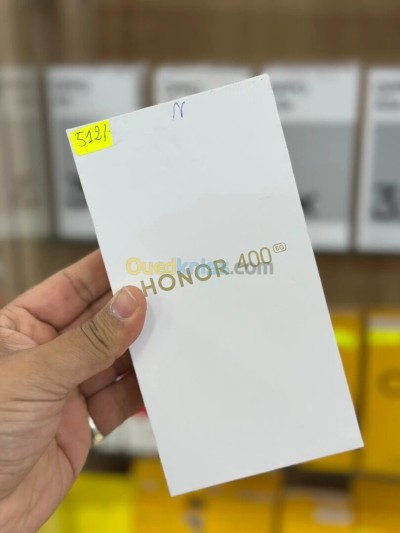 N
512/
Ouedkniss.com
HONOR 400 5G